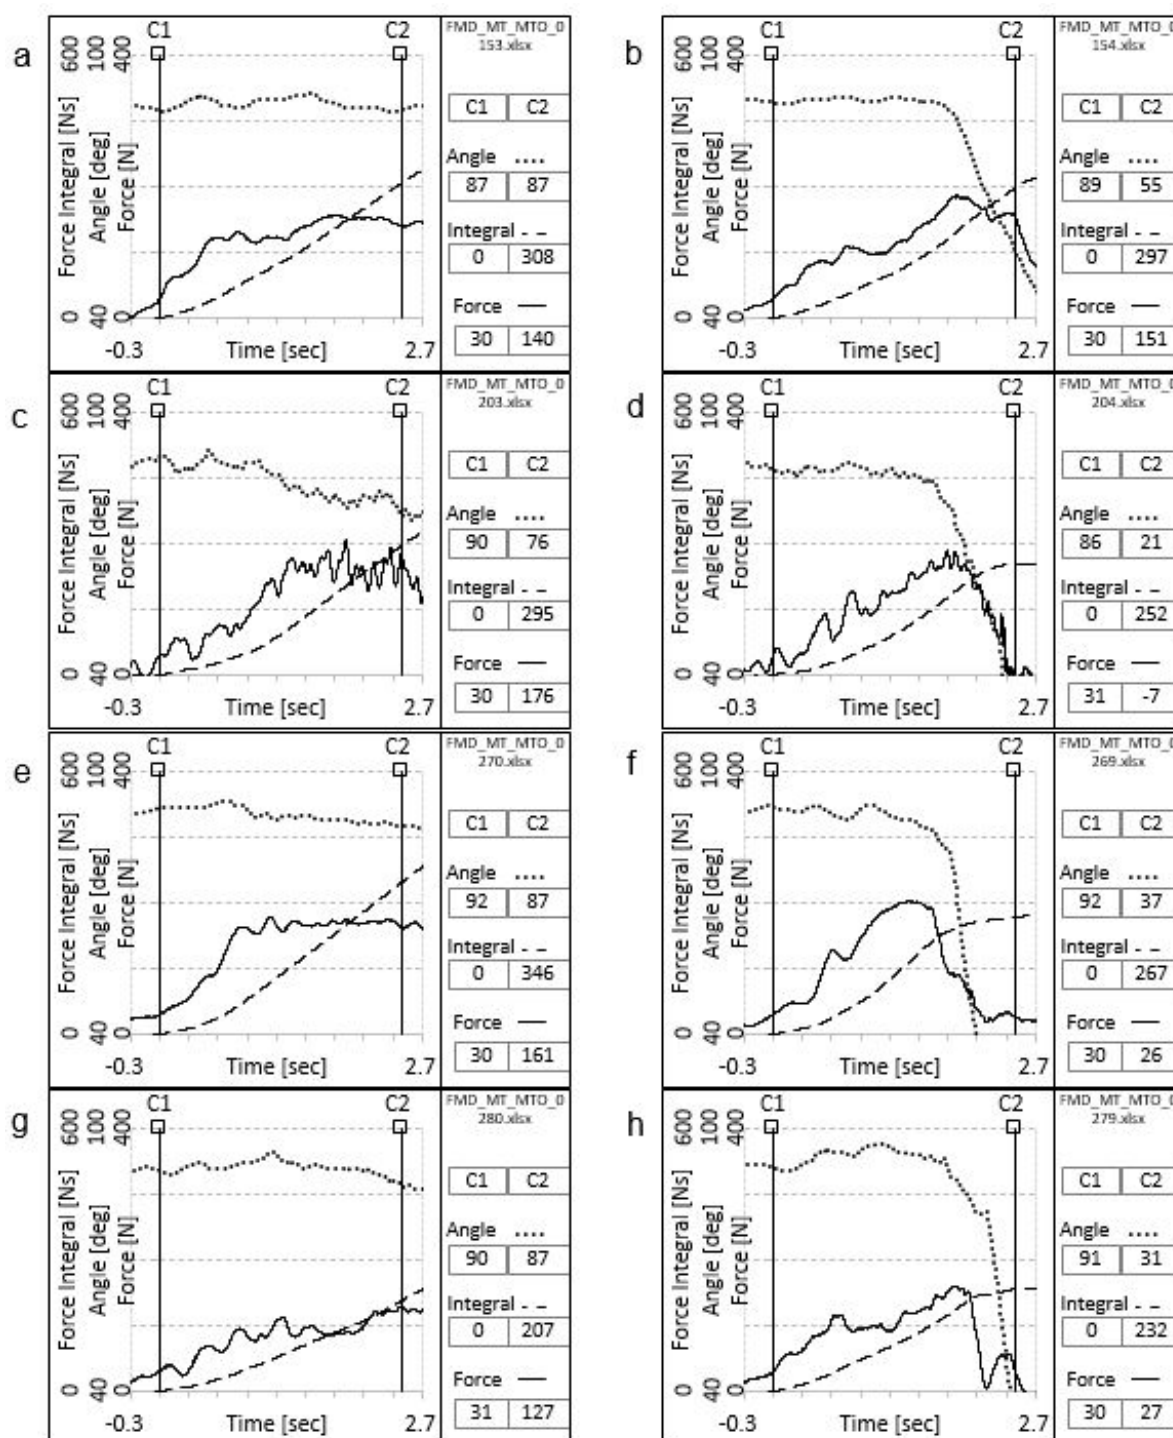 a
C1 C2
Force Integral [Ns]
0 600
Angle [deg]
40 100
Force [N]
0 400
-0.3 Time [sec] 2.7
FMD_MT_MTO_0
153.xlsx
C1 C2
Angle ....
87 87
Integral - -
0 308
Force —
30 140
b
C1 C2
Force Integral [Ns]
0 600
Angle [deg]
40 100
Force [N]
0 400
-0.3 Time [sec] 2.7
FMD_MT_MTO_0
154.xlsx
C1 C2
Angle ....
89 55
Integral - -
0 297
Force —
30 151
c
C1 C2
Force Integral [Ns]
0 600
Angle [deg]
40 100
Force [N]
0 400
-0.3 Time [sec] 2.7
FMD_MT_MTO_0
203.xlsx
C1 C2
Angle ....
90 76
Integral - -
0 295
Force —
30 176
d
C1 C2
Force Integral [Ns]
0 600
Angle [deg]
40 100
Force [N]
0 400
-0.3 Time [sec] 2.7
FMD_MT_MTO_0
204.xlsx
C1 C2
Angle ....
86 21
Integral - -
0 252
Force —
31 -7
e
C1 C2
Force Integral [Ns]
0 600
Angle [deg]
40 100
Force [N]
0 400
-0.3 Time [sec] 2.7
FMD_MT_MTO_0
270.xlsx
C1 C2
Angle ....
92 87
Integral - -
0 346
Force —
30 161
f
C1 C2
Force Integral [Ns]
0 600
Angle [deg]
40 100
Force [N]
0 400
-0.3 Time [sec] 2.7
FMD_MT_MTO_0
269.xlsx
C1 C2
Angle ....
92 37
Integral - -
0 267
Force —
30 26
g
C1 C2
Force Integral [Ns]
0 600
Angle [deg]
40 100
Force [N]
0 400
-0.3 Time [sec] 2.7
FMD_MT_MTO_0
280.xlsx
C1 C2
Angle ....
90 87
Integral - -
0 207
Force —
31 127
h
C1 C2
Force Integral [Ns]
0 600
Angle [deg]
40 100
Force [N]
0 400
-0.3 Time [sec] 2.7
FMD_MT_MTO_0
279.xlsx
C1 C2
Angle ....
91 31
Integral - -
0 232
Force —
30 27